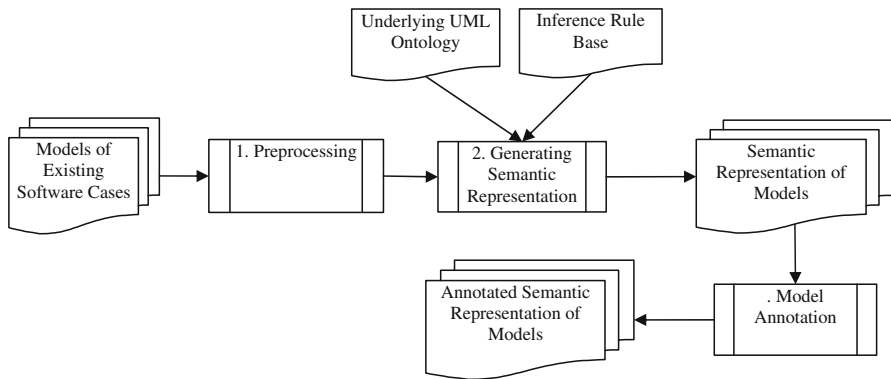 Underlying UML
Ontology
Inference Rule
Base
Models of
Existing
Software Cases
1. Preprocessing
2. Generating
Semantic
Representation
Semantic
Representation of
Models
. Model
Annotation
Annotated Semantic
Representation of
Models